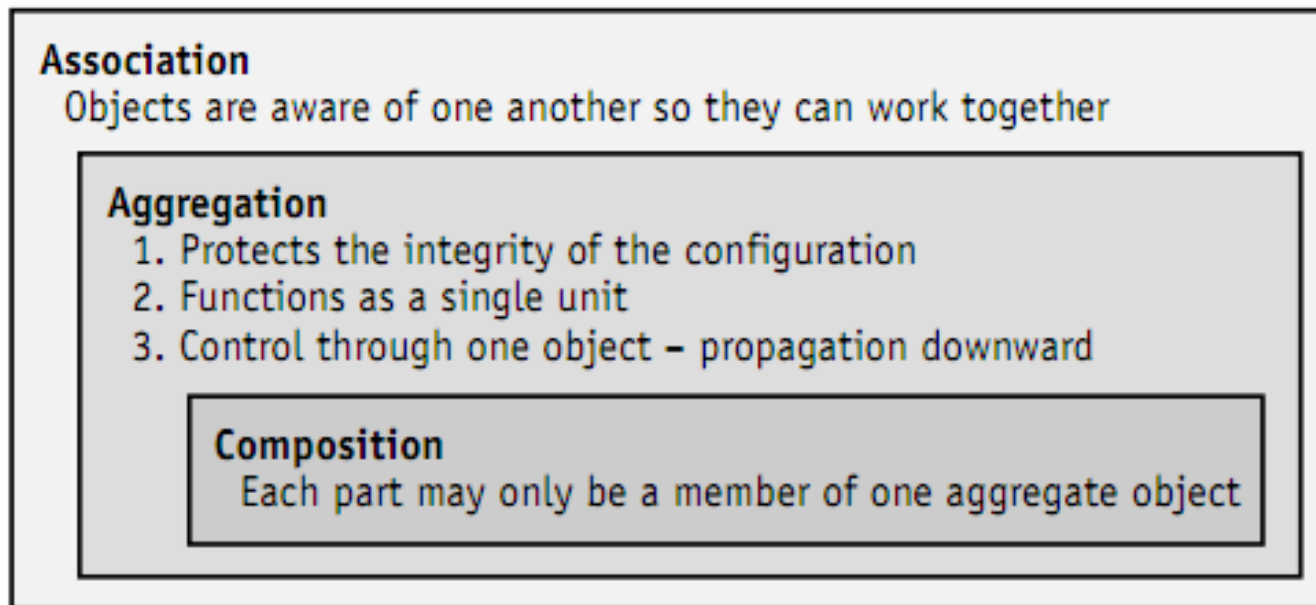 Association
Objects are aware of one another so they can work together
Aggregation
1. Protects the integrity of the configuration
2. Functions as a single unit
3. Control through one object – propagation downward
Composition
Each part may only be a member of one aggregate object